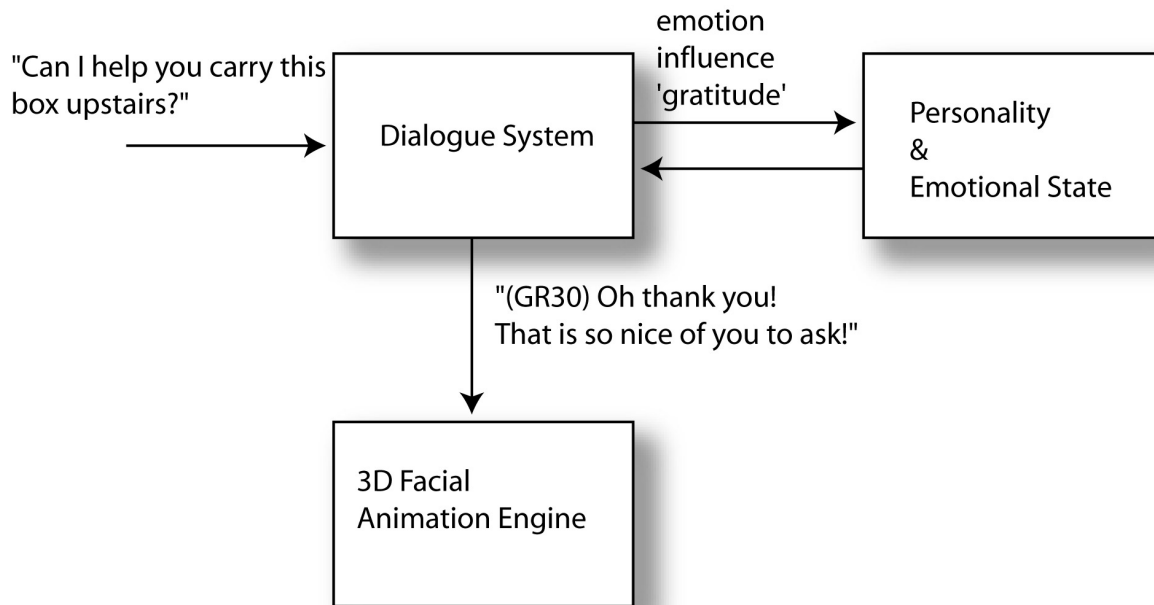 "Can I help you carry this
box upstairs?"
Dialogue System
emotion
influence
'gratitude'
Personality
&
Emotional State
"(GR30) Oh thank you!
That is so nice of you to ask!"
3D Facial
Animation Engine